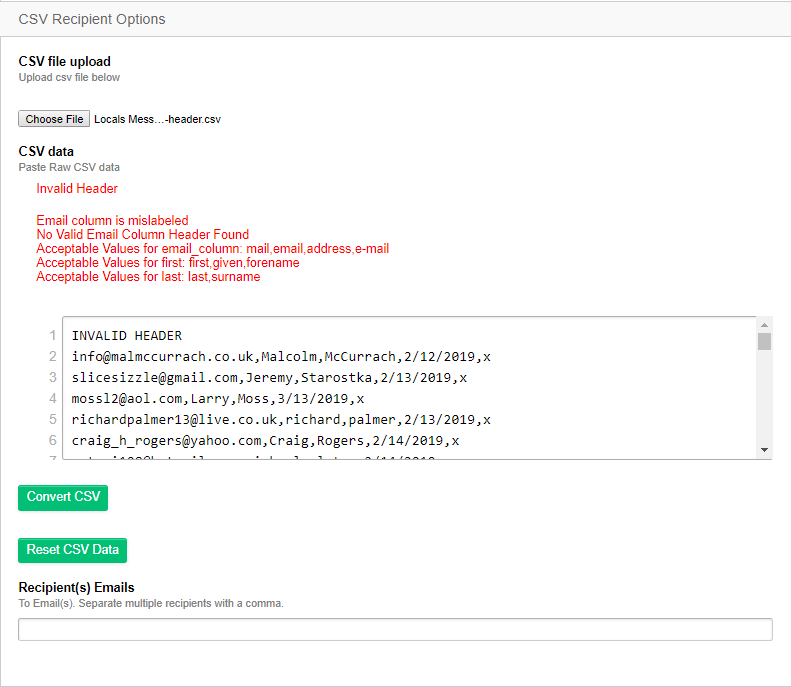 CSV Recipient Options
CSV file upload
Upload csv file below
Choose File Locals Mess...-header.csv
CSV data
Paste Raw CSV data
Invalid Header
Email column is mislabeled
No Valid Email Column Header Found
Acceptable Values for email_column: mail,email,address,e-mail
Acceptable Values for first: first,given,forename
Acceptable Values for last: last,surname
1 INVALID HEADER
2 info@malmccurrach.co.uk,Malcolm,McCurrach,2/12/2019,x
3 slicesizzle@gmail.com,Jeremy,Starostka,2/13/2019,x
4 mossl2@aol.com,Larry,Moss,3/13/2019,x
5 richardpalmer13@live.co.uk,richard,palmer,2/13/2019,x
6 craig_h_rogers@yahoo.com,Craig,Rogers,2/14/2019,x
Convert CSV
Reset CSV Data
Recipient(s) Emails
To Email(s). Separate multiple recipients with a comma.